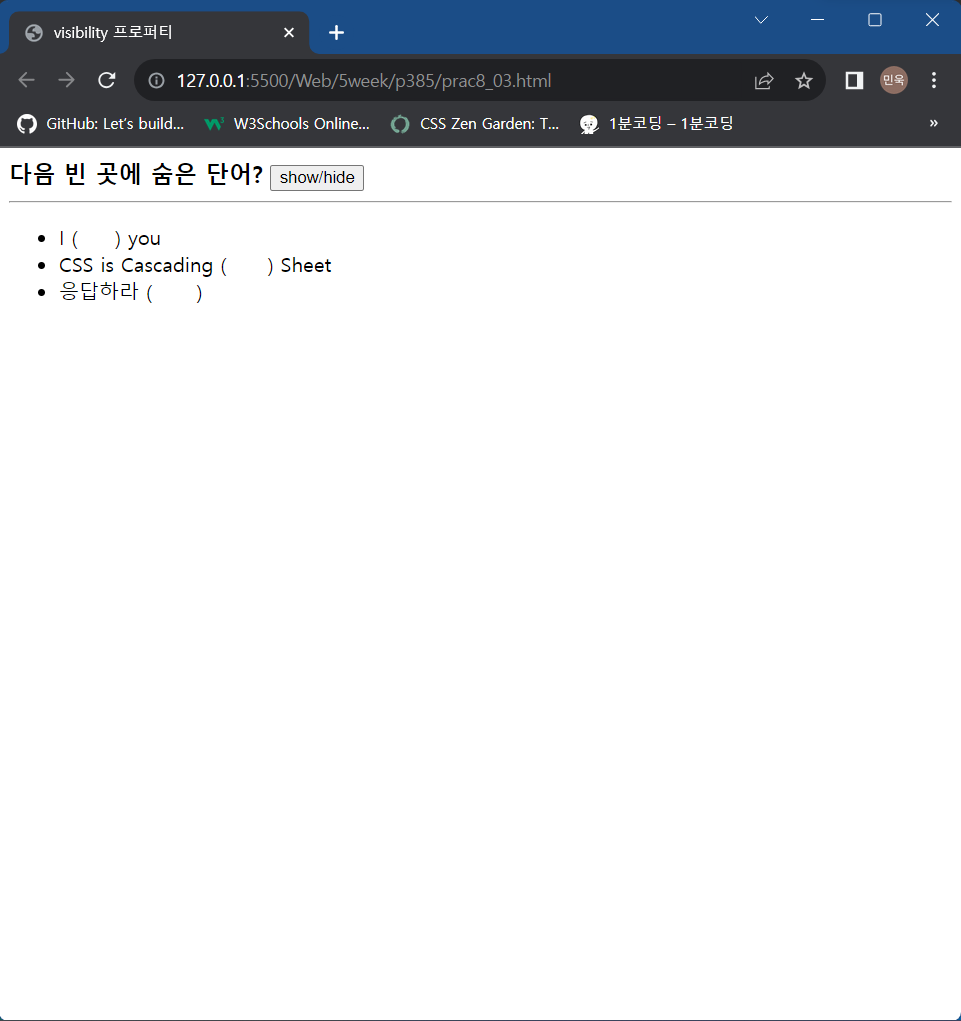 visibility 프로퍼티
127.0.0.1:5500/Web/5week/p385/prac8_03.html
민욱
GitHub: Let's build...
W3Schools Online...
CSS Zen Garden: T...
1분코딩 – 1분코딩
»
다음 빈 곳에 숨은 단어? show/hide
• I ( ) you
• CSS is Cascading ( ) Sheet
• 응답하라 ( )